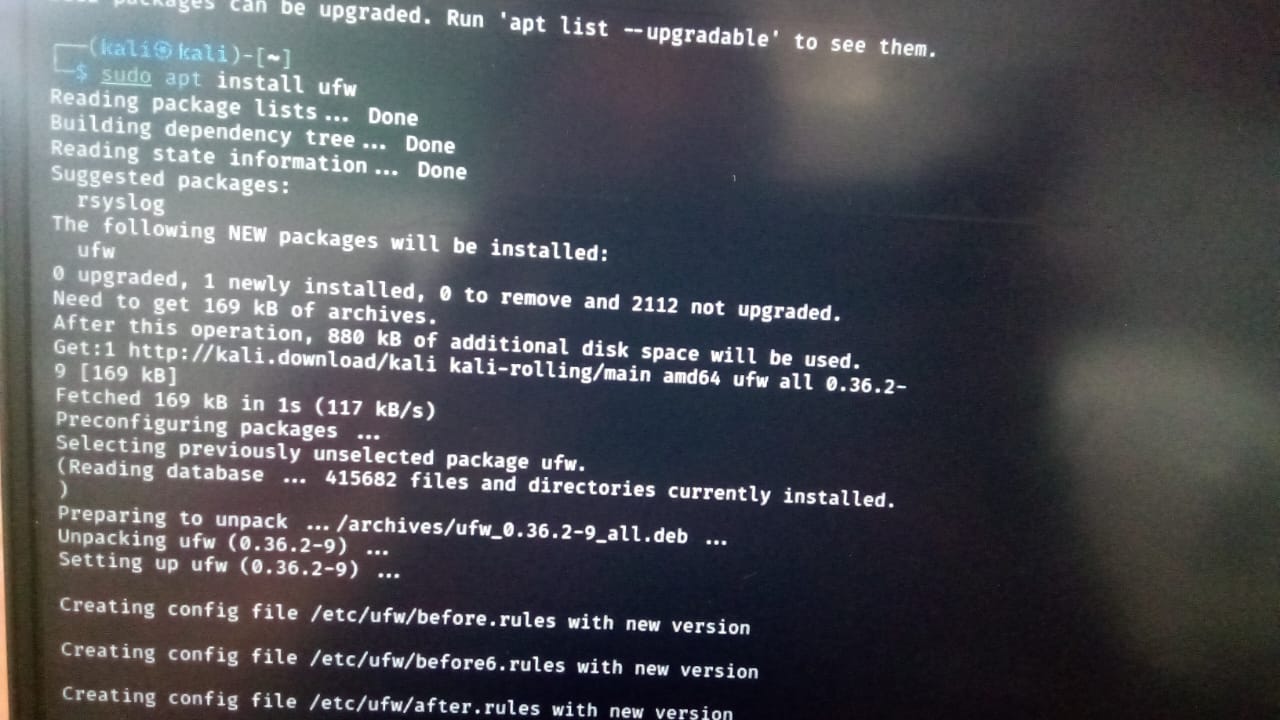 packages can be upgraded. Run 'apt list --upgradable' to see them.
┌──(kali㉿kali)-[~]
└─$ sudo apt install ufw
Reading package lists... Done
Building dependency tree... Done
Reading state information... Done
Suggested packages:
  rsyslog
The following NEW packages will be installed:
  ufw
0 upgraded, 1 newly installed, 0 to remove and 2112 not upgraded.
Need to get 169 kB of archives.
After this operation, 880 kB of additional disk space will be used.
Get:1 http://kali.download/kali kali-rolling/main amd64 ufw all 0.36.2-
9 [169 kB]
Fetched 169 kB in 1s (117 kB/s)
Preconfiguring packages ...
Selecting previously unselected package ufw.
(Reading database ... 415682 files and directories currently installed.
)
Preparing to unpack .../archives/ufw_0.36.2-9_all.deb ...
Unpacking ufw (0.36.2-9) ...
Setting up ufw (0.36.2-9) ...
Creating config file /etc/ufw/before.rules with new version
Creating config file /etc/ufw/before6.rules with new version
Creating config file /etc/ufw/after.rules with new version